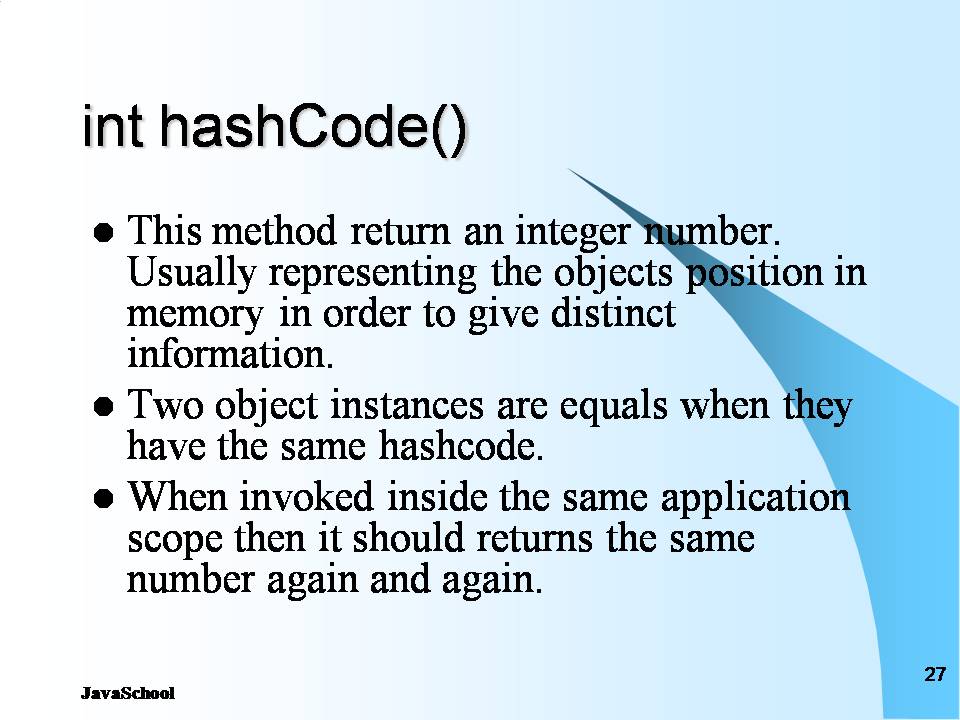 int hashCode()
This method return an integer number.
Usually representing the objects position in
memory in order to give distinct
information.
Two object instances are equals when they
have the same hashcode.
When invoked inside the same application
scope then it should returns the same
number again and again.
27
JavaSchool